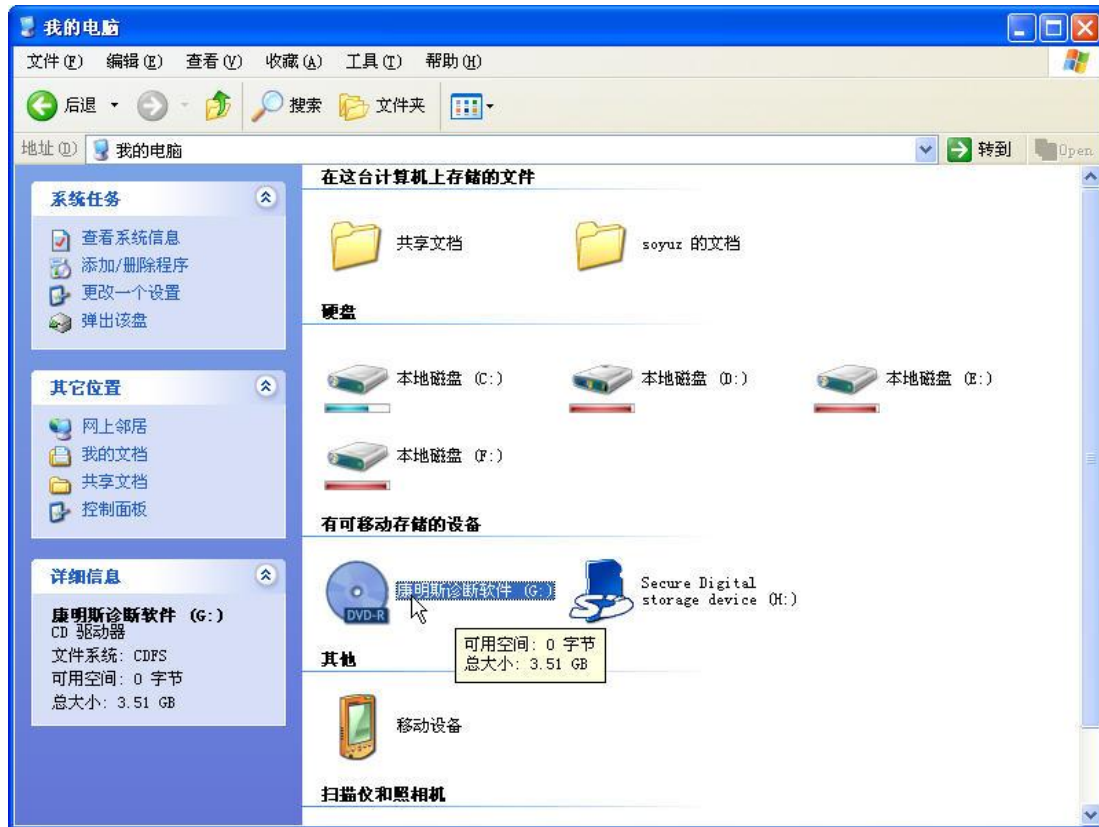 我的电脑
文件(F) 编辑(E) 查看(V) 收藏(A) 工具(T) 帮助(H)
后退 搜索 文件夹
地址(D) 我的电脑 转到 Open
系统任务
查看系统信息
添加/删除程序
更改一个设置
弹出该盘
其它位置
网上邻居
我的文档
共享文档
控制面板
详细信息
康明斯诊断软件 (G:)
CD 驱动器
文件系统: CDFS
可用空间: 0 字节
总大小: 3.51 GB
在这台计算机上存储的文件
共享文档 soyuz 的文档
硬盘
本地磁盘 (C:) 本地磁盘 (D:) 本地磁盘 (E:)
本地磁盘 (F:)
有可移动存储的设备
DVD-R
康明斯诊断软件 (G:)
Secure Digital
storage device (H:)
可用空间: 0 字节
总大小: 3.51 GB
其他
移动设备
扫描仪和照相机